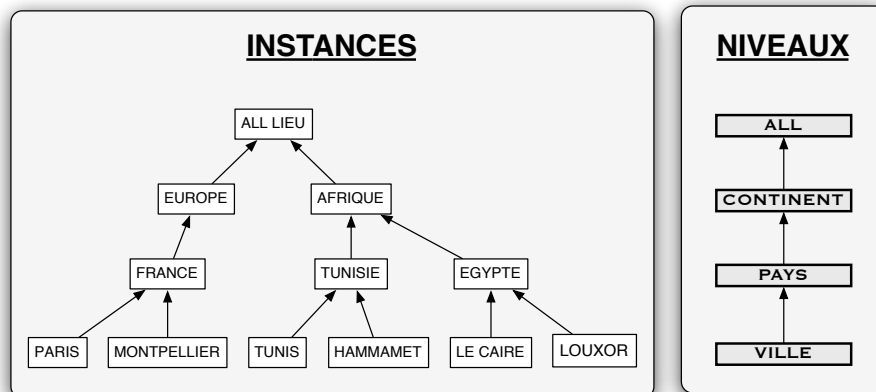 INSTANCES
ALL LIEU
EUROPE AFRIQUE
FRANCE TUNISIE EGYPTE
PARIS MONTPELLIER TUNIS HAMMAMET LE CAIRE LOUXOR
NIVEAUX
ALL
CONTINENT
PAYS
VILLE